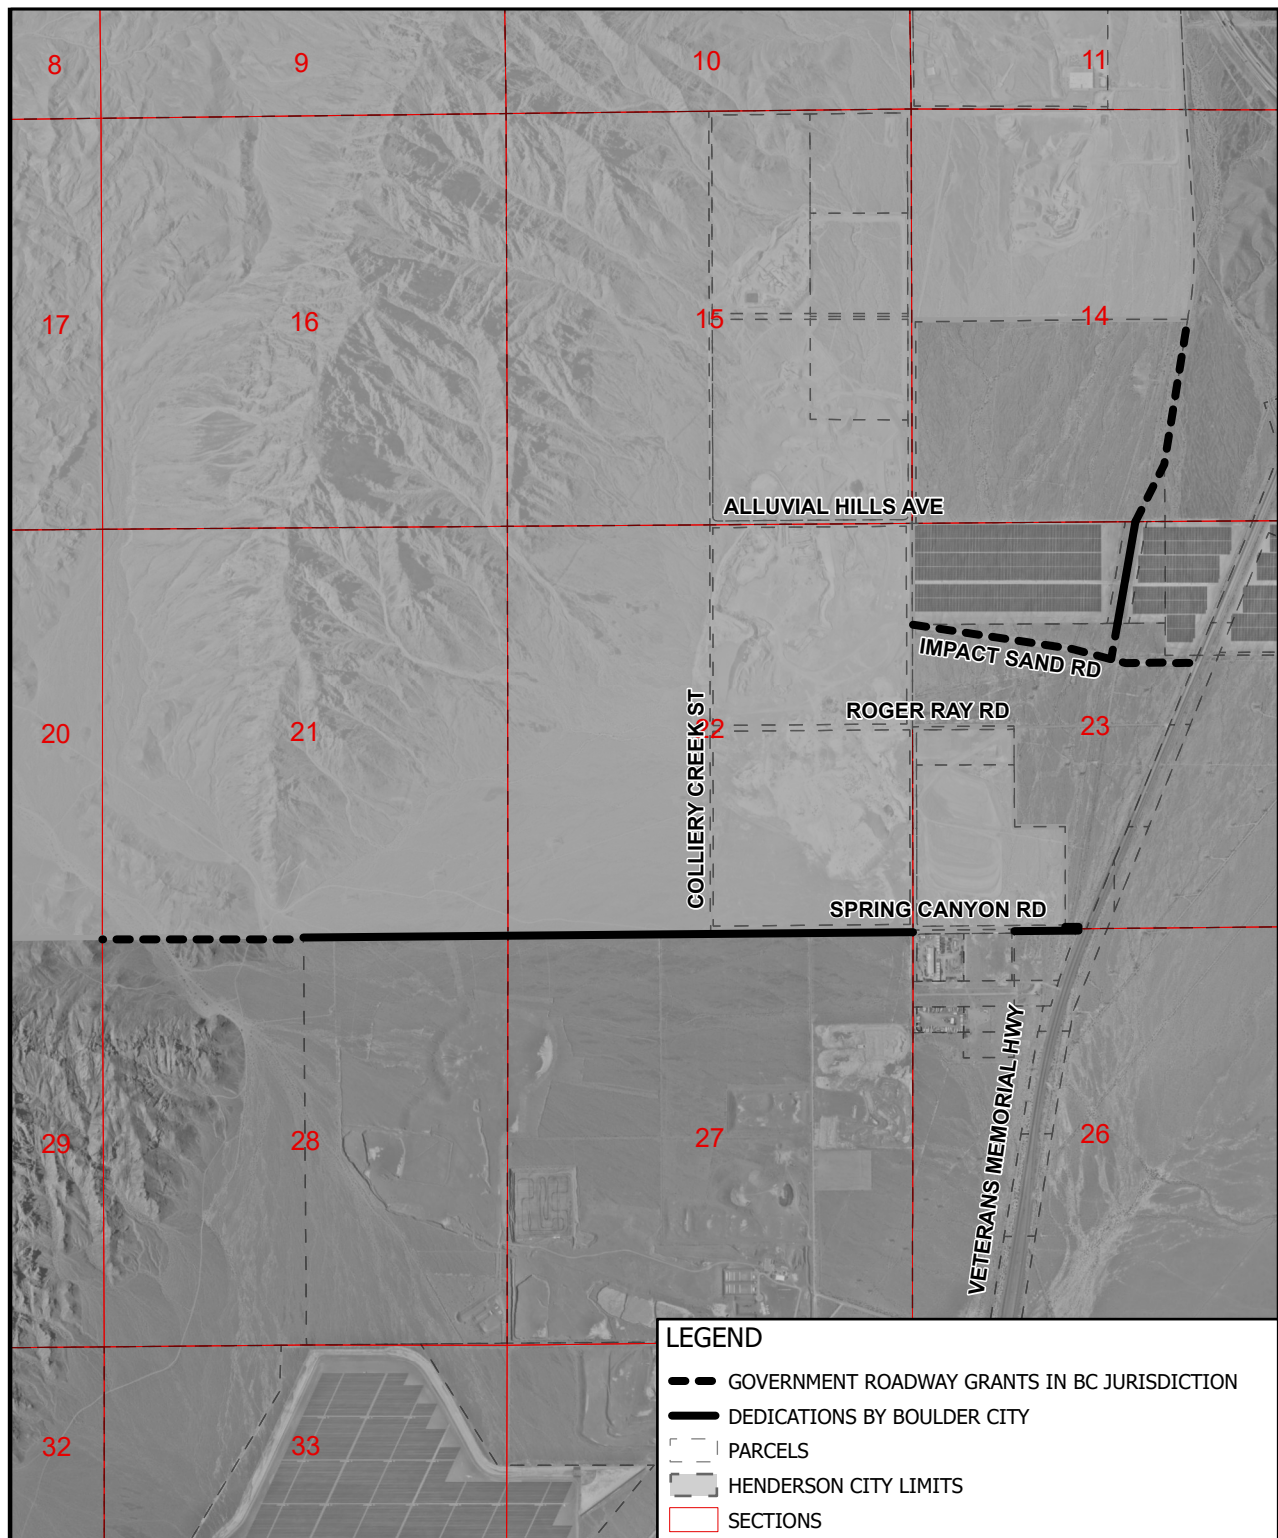 8
9
10
11
17
16
15
14
ALLUVIAL HILLS AVE
IMPACT SAND RD
COLLIERY CREEK ST
ROGER RAY RD
20
21
22
23
SPRING CANYON RD
VETERANS MEMORIAL HWY
29
28
27
26
32
33
LEGEND
GOVERNMENT ROADWAY GRANTS IN BC JURISDICTION
DEDICATIONS BY BOULDER CITY
PARCELS
HENDERSON CITY LIMITS
SECTIONS